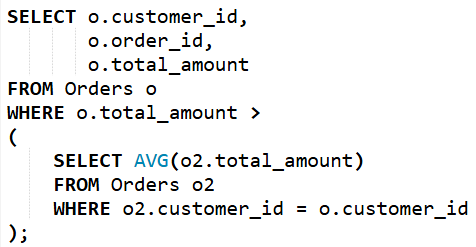 SELECT o.customer_id,
       o.order_id,
       o.total_amount
FROM Orders o
WHERE o.total_amount >
(
    SELECT AVG(o2.total_amount)
    FROM Orders o2
    WHERE o2.customer_id = o.customer_id
);